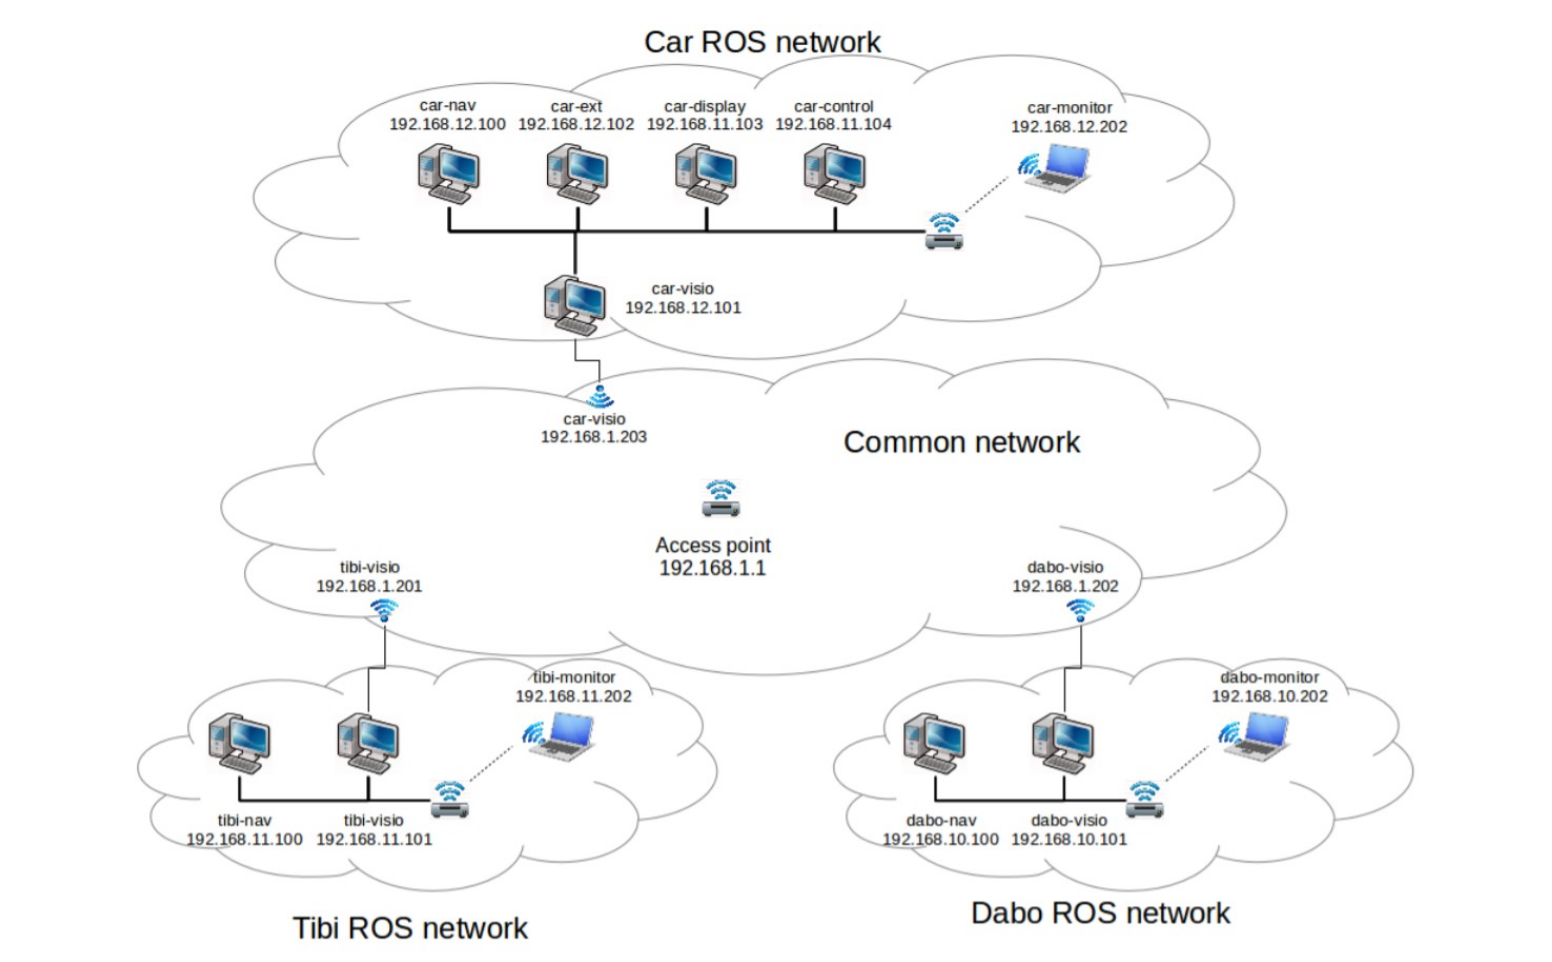 Car ROS network
car-nav
192.168.12.100
car-ext
192.168.12.102
car-display
192.168.11.103
car-control
192.168.11.104
car-monitor
192.168.12.202
car-visio
192.168.12.101
car-visio
192.168.1.203
Common network
Access point
192.168.1.1
tibi-visio
192.168.1.201
dabo-visio
192.168.1.202
tibi-monitor
192.168.11.202
tibi-nav
192.168.11.100
tibi-visio
192.168.11.101
Tibi ROS network
dabo-monitor
192.168.10.202
dabo-nav
192.168.10.100
dabo-visio
192.168.10.101
Dabo ROS network